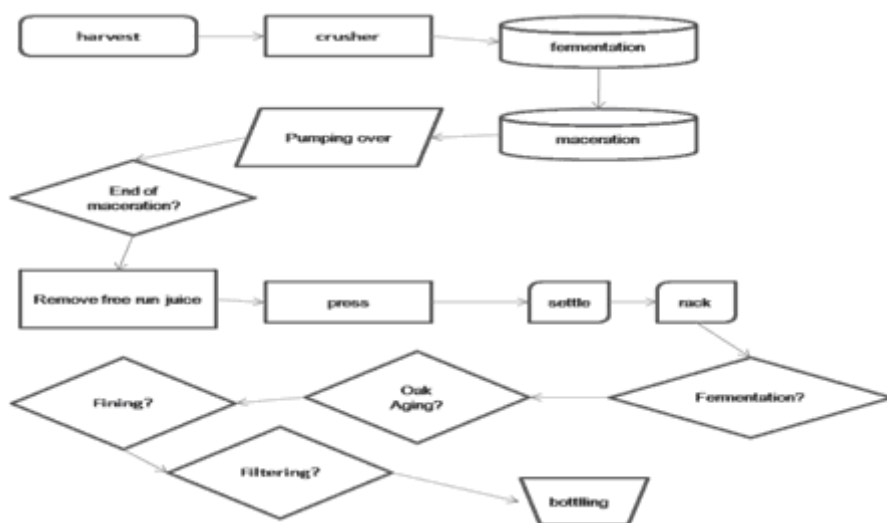 harvest
crusher
fermentation
maceration
Pumping over
End of
maceration?
Remove free run juice
press
settle
rack
Fermentation?
Oak
Aging?
Fining?
Filtering?
bottlling